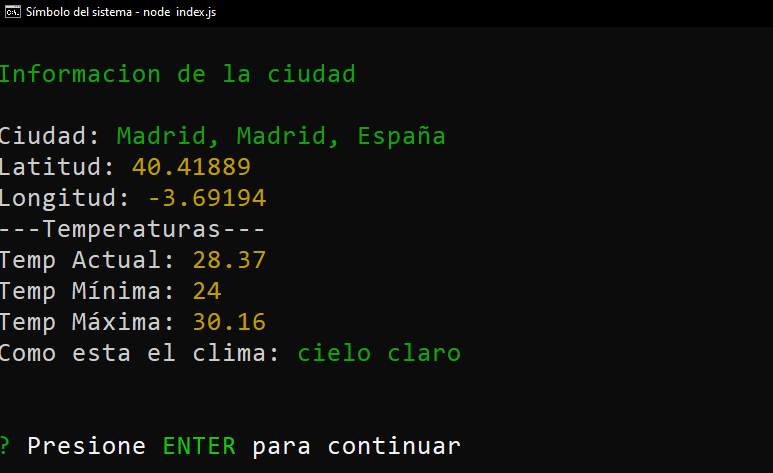 Símbolo del sistema - node index.js
Informacion de la ciudad
Ciudad: Madrid, Madrid, España
Latitud: 40.41889
Longitud: -3.69194
---Temperaturas---
Temp Actual: 28.37
Temp Mínima: 24
Temp Máxima: 30.16
Como esta el clima: cielo claro
? Presione ENTER para continuar